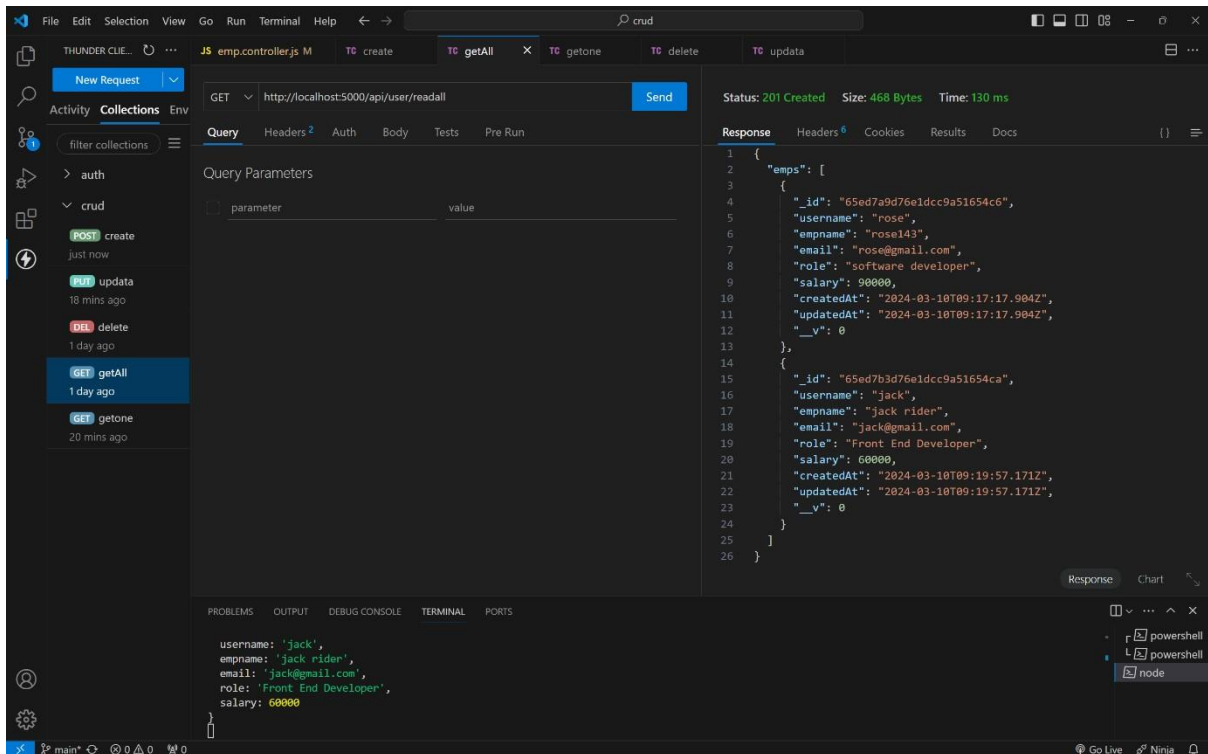 File Edit Selection View Go Run Terminal Help
crud
THUNDER CLIE...
New Request
Activity Collections Env
filter collections
auth
crud
POST create
just now
PUT updata
18 mins ago
DEL delete
1 day ago
GET getAll
1 day ago
GET getone
20 mins ago
JS emp.controller.js M TC create TC getAll TC getone TC delete TC updata
GET http://localhost:5000/api/user/readall Send
Query Headers 2 Auth Body Tests Pre Run
Query Parameters
parameter value
Status: 201 Created Size: 468 Bytes Time: 130 ms
Response Headers 6 Cookies Results Docs {}
1 {
2 "emps": [
3 {
4 "_id": "65ed7a9d76e1dcc9a51654c6",
5 "username": "rose",
6 "empname": "rose143",
7 "email": "rose@gmail.com",
8 "role": "software developer",
9 "salary": 90000,
10 "createdAt": "2024-03-10T09:17:17.904Z",
11 "updatedAt": "2024-03-10T09:17:17.904Z",
12 "__v": 0
13 },
14 {
15 "_id": "65ed7b3d76e1dcc9a51654ca",
16 "username": "jack",
17 "empname": "jack rider",
18 "email": "jack@gmail.com",
19 "role": "Front End Developer",
20 "salary": 60000,
21 "createdAt": "2024-03-10T09:19:57.171Z",
22 "updatedAt": "2024-03-10T09:19:57.171Z",
23 "__v": 0
24 }
25 ]
26 }
Response Chart
PROBLEMS OUTPUT DEBUG CONSOLE TERMINAL PORTS
username: 'jack',
empname: 'jack rider',
email: 'jack@gmail.com',
role: 'Front End Developer',
salary: 60000
}
powershell
powershell
node
1
main* 0 0 0
Go Live Ninja